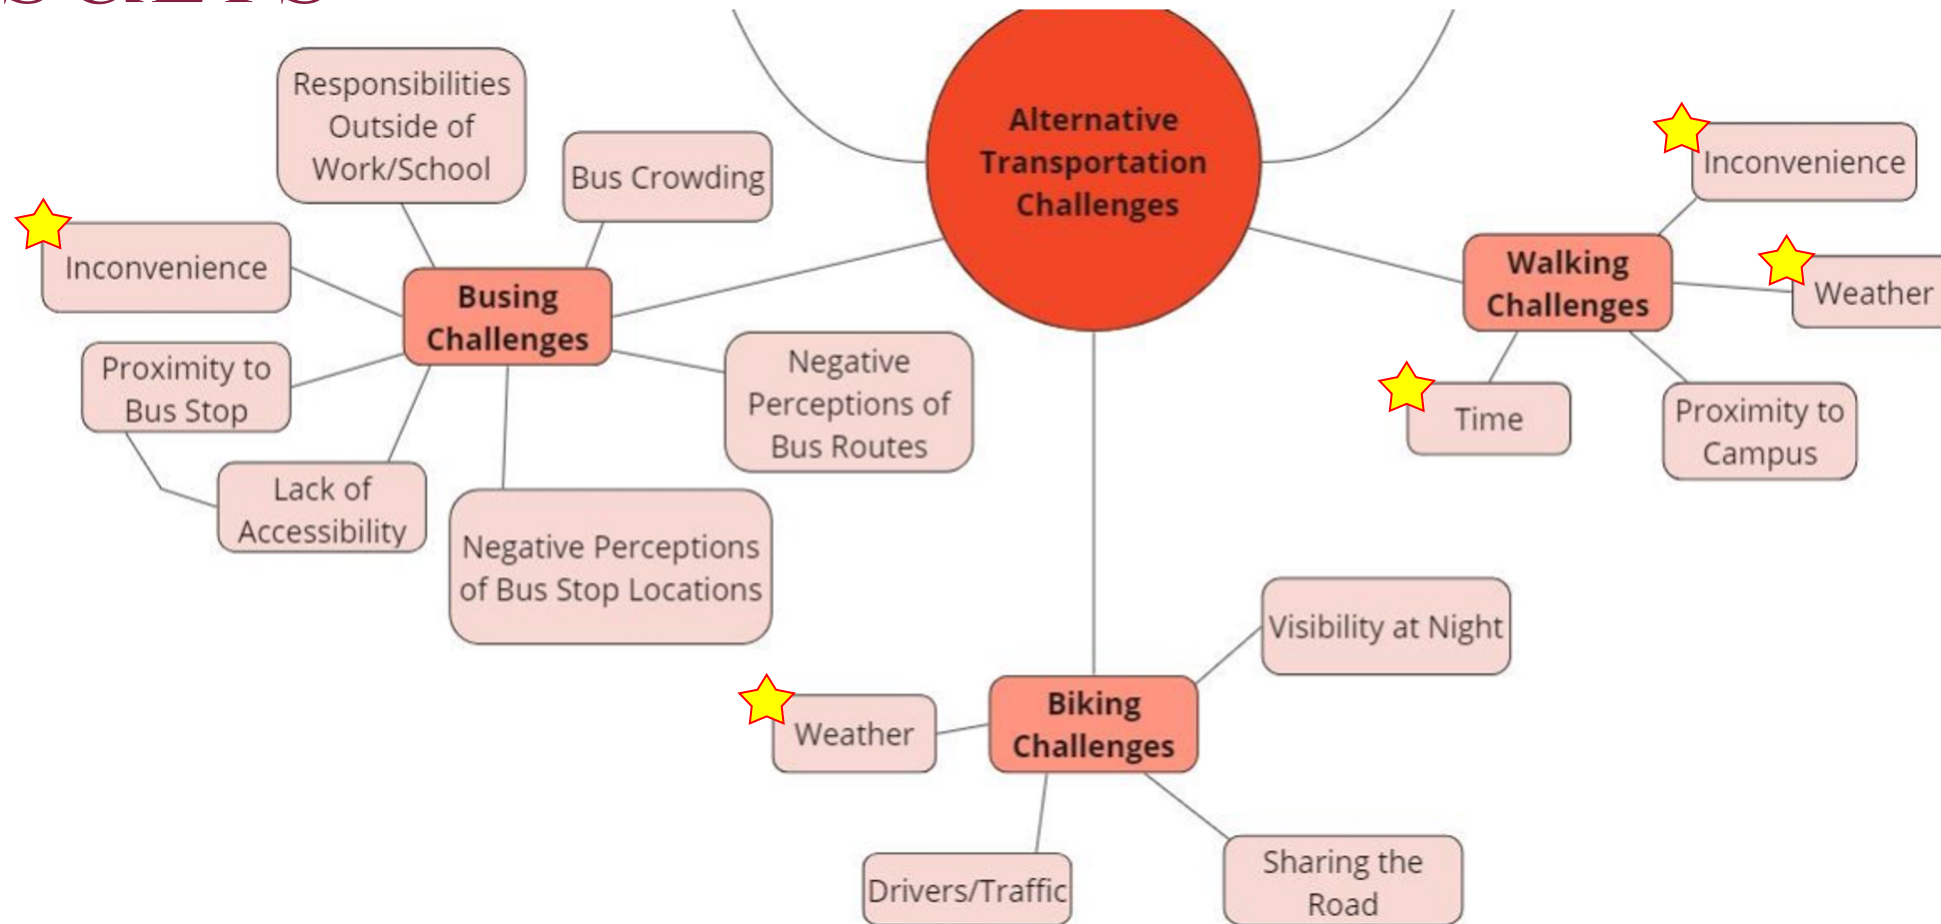 Alternative
Transportation
Challenges
Responsibilities
Outside of
Work/School
Bus Crowding
Inconvenience
Busing
Challenges
Proximity to
Bus Stop
Lack of
Accessibility
Negative Perceptions
of Bus Stop Locations
Negative
Perceptions of
Bus Routes
Inconvenience
Walking
Challenges
Weather
Time
Proximity to
Campus
Visibility at Night
Biking
Challenges
Weather
Drivers/Traffic
Sharing the
Road